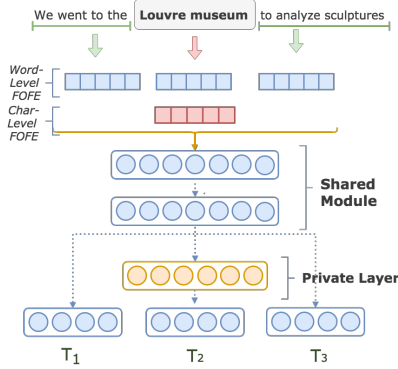 We went to the Louvre museum to analyze sculptures
Word-
Level
FOFE
Char-
Level
FOFE
Shared
Module
Private Layer
T1 T2 T3